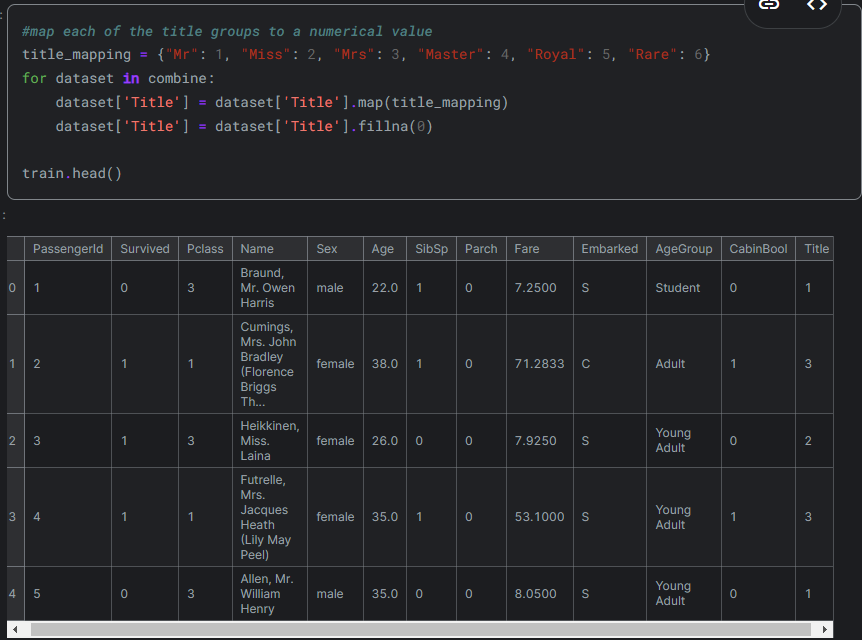 #map each of the title groups to a numerical value
title_mapping = {"Mr": 1, "Miss": 2, "Mrs": 3, "Master": 4, "Royal": 5, "Rare": 6}
for dataset in combine:
    dataset['Title'] = dataset['Title'].map(title_mapping)
    dataset['Title'] = dataset['Title'].fillna(0)
train.head()
:
PassengerId Survived Pclass Name Sex Age SibSp Parch Fare Embarked AgeGroup CabinBool Title
Braund,
0 1 0 3 Mr. Owen male 22.0 1 0 7.2500 S Student 0 1
Harris
Cumings,
Mrs. John
Bradley
1 2 1 1 (Florence female 38.0 1 0 71.2833 C Adult 1 3
Briggs
Th...
Heikkinen,
2 3 1 3 Miss. female 26.0 0 0 7.9250 S Young Adult 0 2
Laina
Futrelle,
Mrs.
Jacques
3 4 1 1 Heath female 35.0 1 0 53.1000 S Young Adult 1 3
(Lily May
Peel)
Allen, Mr.
4 5 0 3 William male 35.0 0 0 8.0500 S Young Adult 0 1
Henry